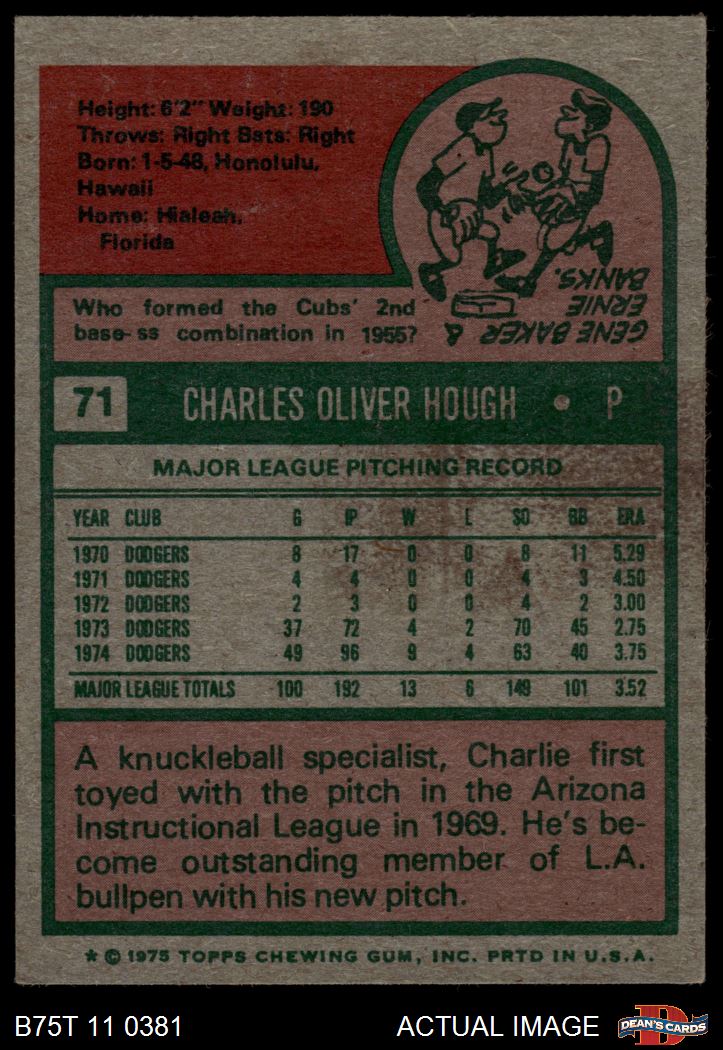 Height: 6'2" Weight: 190
Throws: Right Bats: Right
Born: 1-5-48, Honolulu,
Hawaii
Home: Hialeah,
Florida
Who formed the Cubs' 2nd
base-ss combination in 1955?
GENE BAKER &
ERNIE
BANKS.
71 CHARLES OLIVER HOUGH • P
MAJOR LEAGUE PITCHING RECORD
YEAR CLUB G IP W L SO BB ERA
1970 DODGERS 8 17 0 0 8 11 5.29
1971 DODGERS 4 4 0 0 4 3 4.50
1972 DODGERS 2 3 0 0 4 2 3.00
1973 DODGERS 37 72 4 2 70 45 2.75
1974 DODGERS 49 96 9 4 63 40 3.75
MAJOR LEAGUE TOTALS 100 192 13 6 149 101 3.52
A knuckleball specialist, Charlie first
toyed with the pitch in the Arizona
Instructional League in 1969. He's be-
come outstanding member of L.A.
bullpen with his new pitch.
* © 1975 TOPPS CHEWING GUM, INC. PRTD IN U.S.A.
B75T 11 0381 ACTUAL IMAGE D DEAN'S CARDS